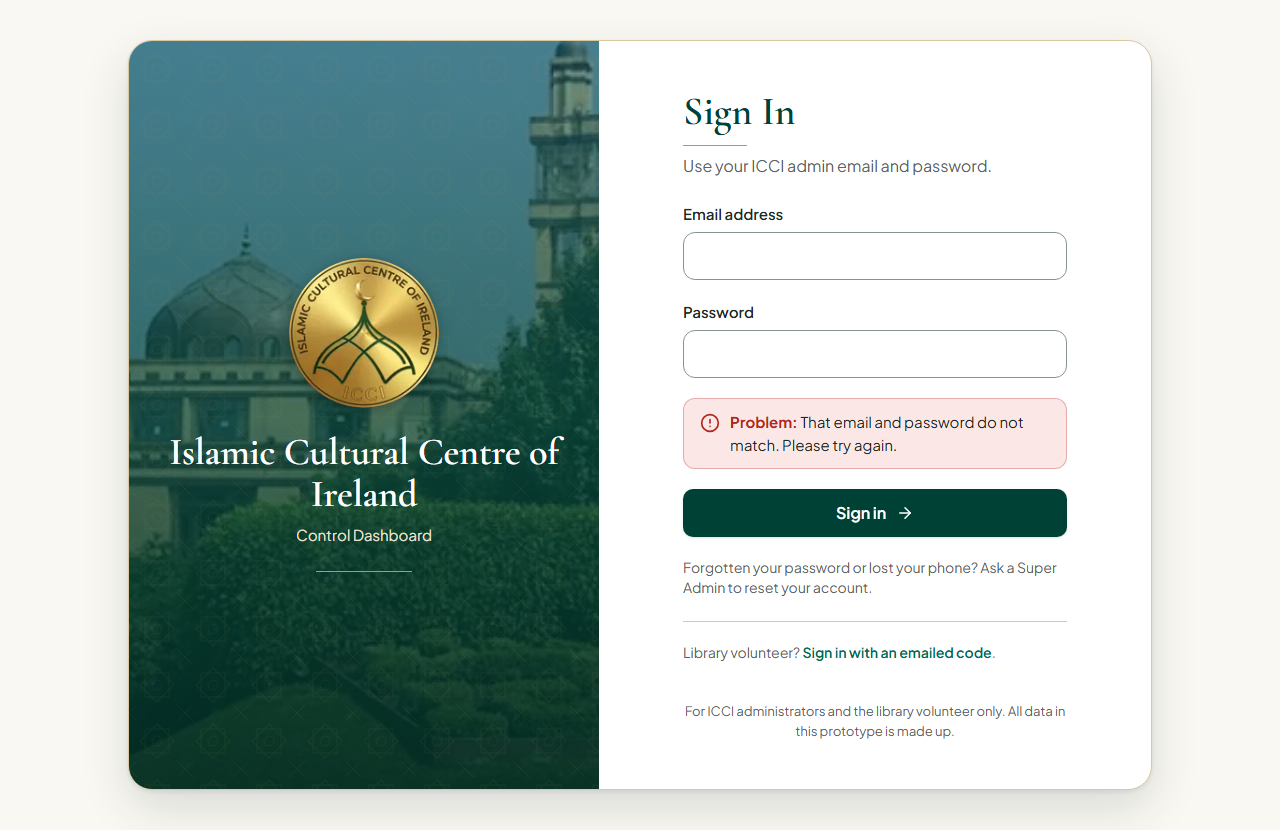 ISLAMIC CULTURAL CENTRE OF IRELAND
ICCI
Islamic Cultural Centre of
Ireland
Control Dashboard
Sign In
Use your ICCI admin email and password.
Email address
Password
Problem: That email and password do not
match. Please try again.
Sign in
Forgotten your password or lost your phone? Ask a Super
Admin to reset your account.
Library volunteer? Sign in with an emailed code.
For ICCI administrators and the library volunteer only. All data in
this prototype is made up.